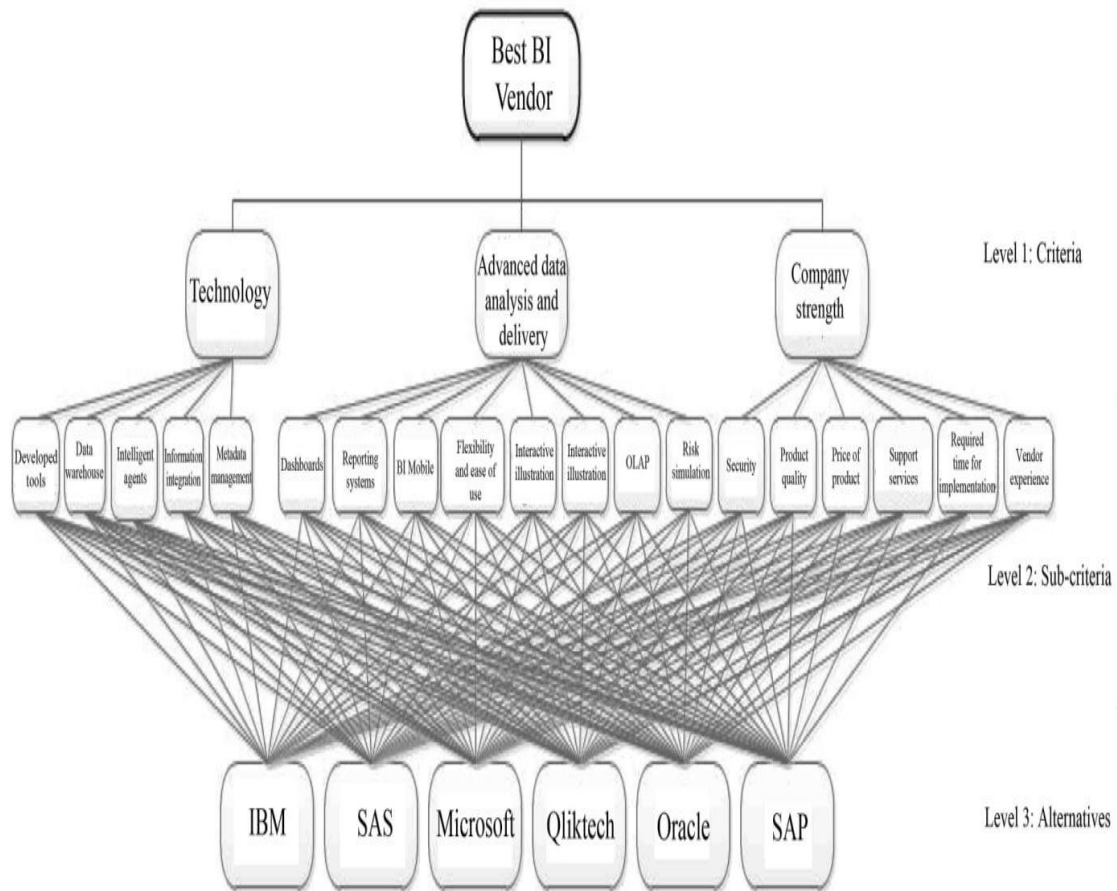 Best BI
Vendor
Technology
Advanced data
analysis and
delivery
Company
strength
Level 1: Criteria
Developed
tools
Data
warehouse
Intelligent
agents
Information
integration
Metadata
management
Dashboards
Reporting
systems
BI Mobile
Flexibility
and ease of
use
Interactive
illustration
Interactive
illustration
OLAP
Risk
simulation
Security
Product
quality
Price of
product
Support
services
Required
time for
implementation
Vendor
experience
Level 2: Sub-criteria
IBM
SAS
Microsoft
Qliktech
Oracle
SAP
Level 3: Alternatives